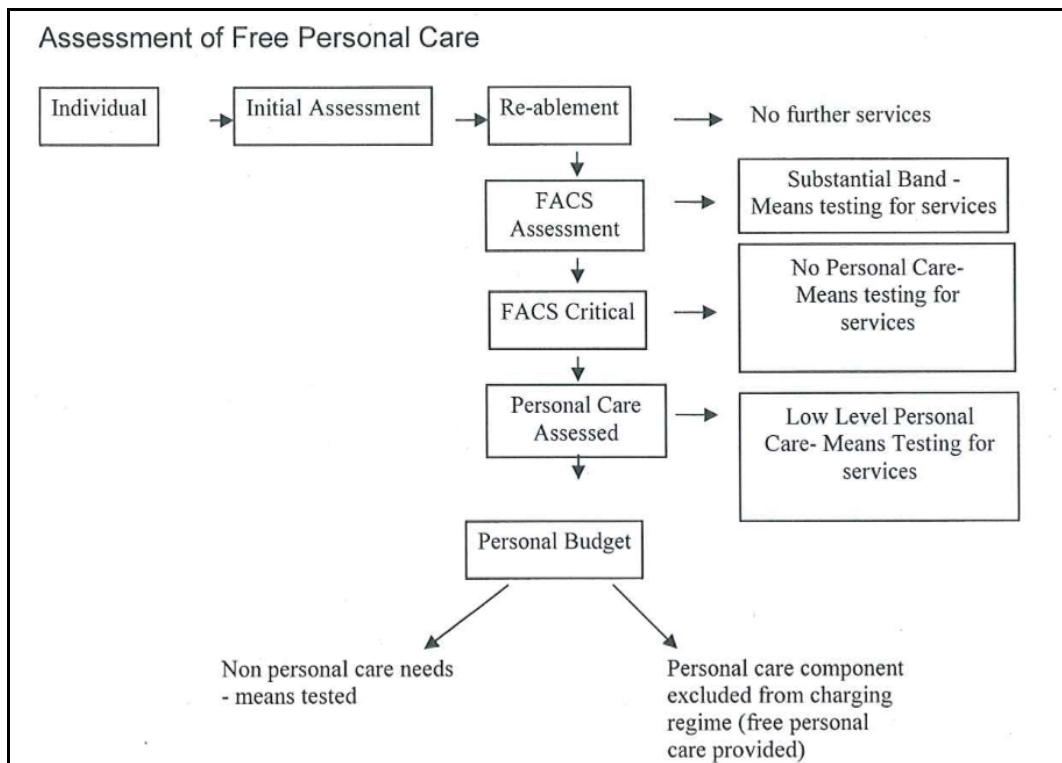 Assessment of Free Personal Care
Individual
Initial Assessment
Re-ablement
No further services
FACS
Assessment
Substantial Band -
Means testing for services
FACS Critical
No Personal Care-
Means testing for
services
Personal Care
Assessed
Low Level Personal
Care- Means Testing for
services
Personal Budget
Non personal care needs
- means tested
Personal care component
excluded from charging
regime (free personal
care provided)